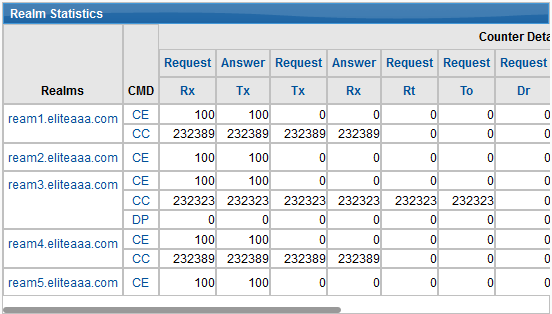 Realm Statistics
Counter Deta
Request Answer Request Answer Request Request Request
Realms CMD Rx Tx Tx Rx Rt To Dr
ream1.eliteaaa.com CE 100 100 0 0 0 0 0
CC 232389 232389 232389 232389 0 0 0
ream2.eliteaaa.com CE 100 100 0 0 0 0 0
ream3.eliteaaa.com CE 100 100 0 0 0 0 0
CC 232323 232323 232323 232323 232323 232323 0
DP 0 0 0 0 0 0 0
ream4.eliteaaa.com CE 100 100 0 0 0 0 0
CC 232389 232389 232389 232389 0 0 0
ream5.eliteaaa.com CE 100 100 0 0 0 0 0